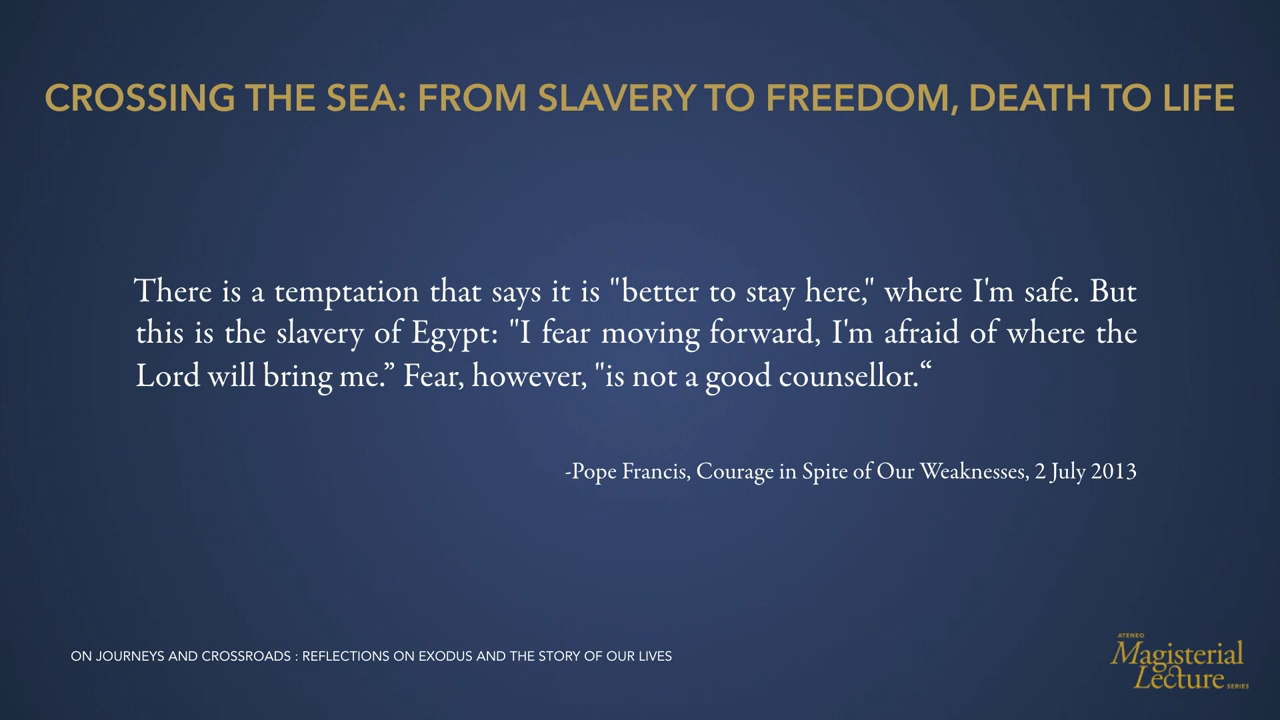 CROSSING THE SEA: FROM SLAVERY TO FREEDOM, DEATH TO LIFE
There is a temptation that says it is "better to stay here," where I'm safe. But
this is the slavery of Egypt: "I fear moving forward, I'm afraid of where the
Lord will bring me.” Fear, however, "is not a good counsellor.“
-Pope Francis, Courage in Spite of Our Weaknesses, 2 July 2013
ON JOURNEYS AND CROSSROADS : REFLECTIONS ON EXODUS AND THE STORY OF OUR LIVES
ATENEO
Magisterial
Lecture SERIES